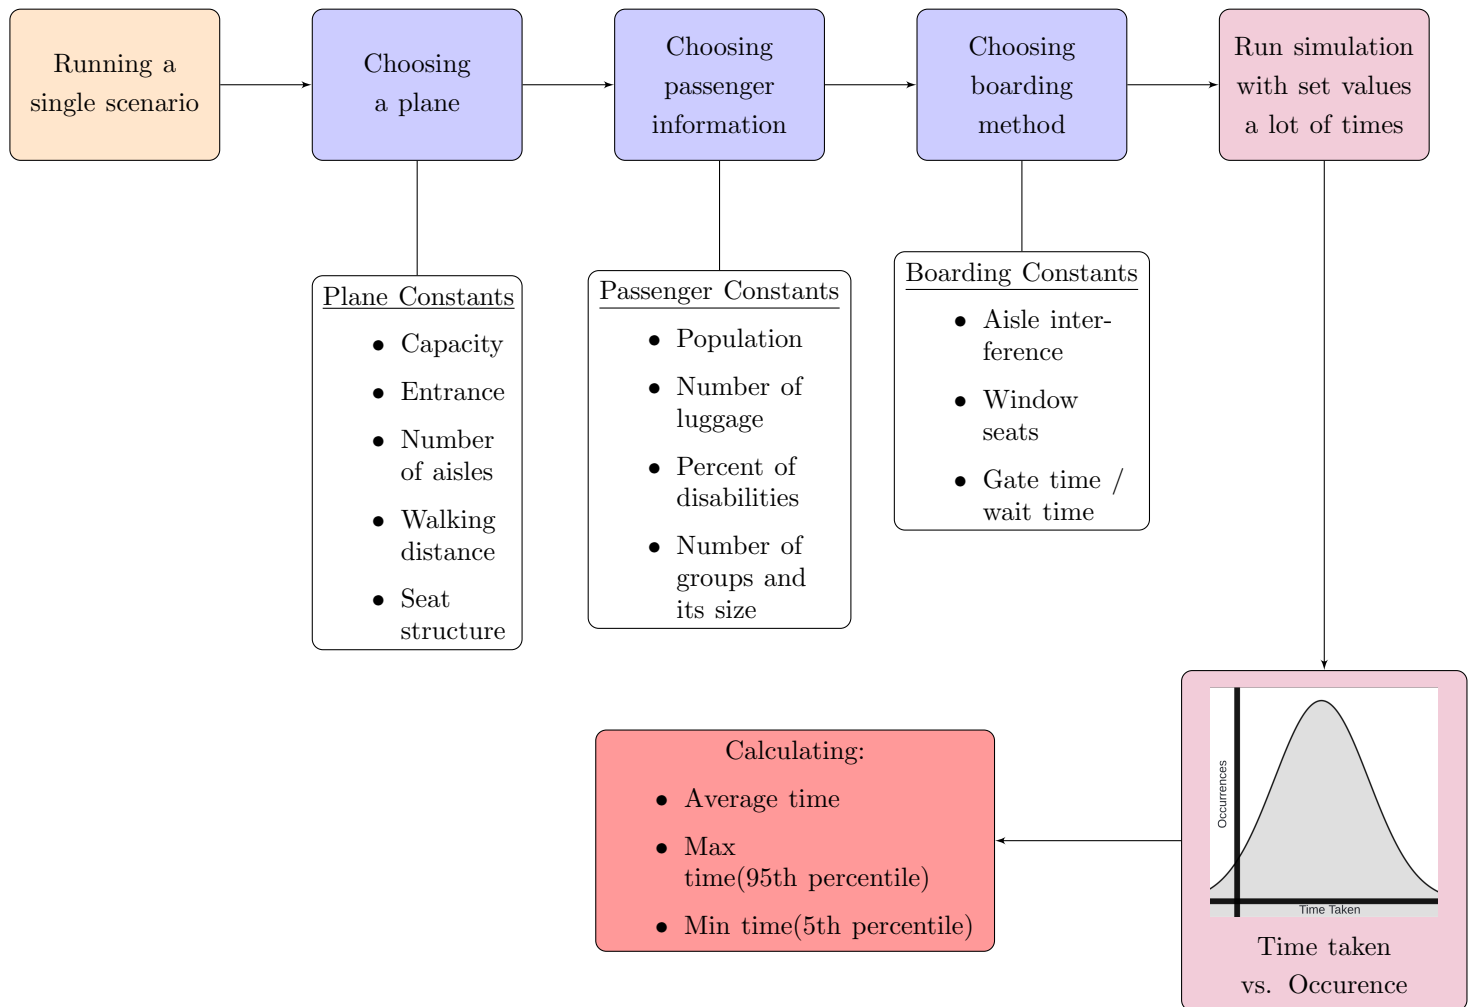 Running a
single scenario
Choosing
a plane
Choosing
passenger
information
Choosing
boarding
method
Run simulation
with set values
a lot of times
Plane Constants
• Capacity
• Entrance
• Number
of aisles
• Walking
distance
• Seat
structure
Passenger Constants
• Population
• Number of
luggage
• Percent of
disabilities
• Number of
groups and
its size
Boarding Constants
• Aisle inter-
ference
• Window
seats
• Gate time /
wait time
Occurrences
Time Taken
Time taken
vs. Occurence
Calculating:
• Average time
• Max
time(95th percentile)
• Min time(5th percentile)